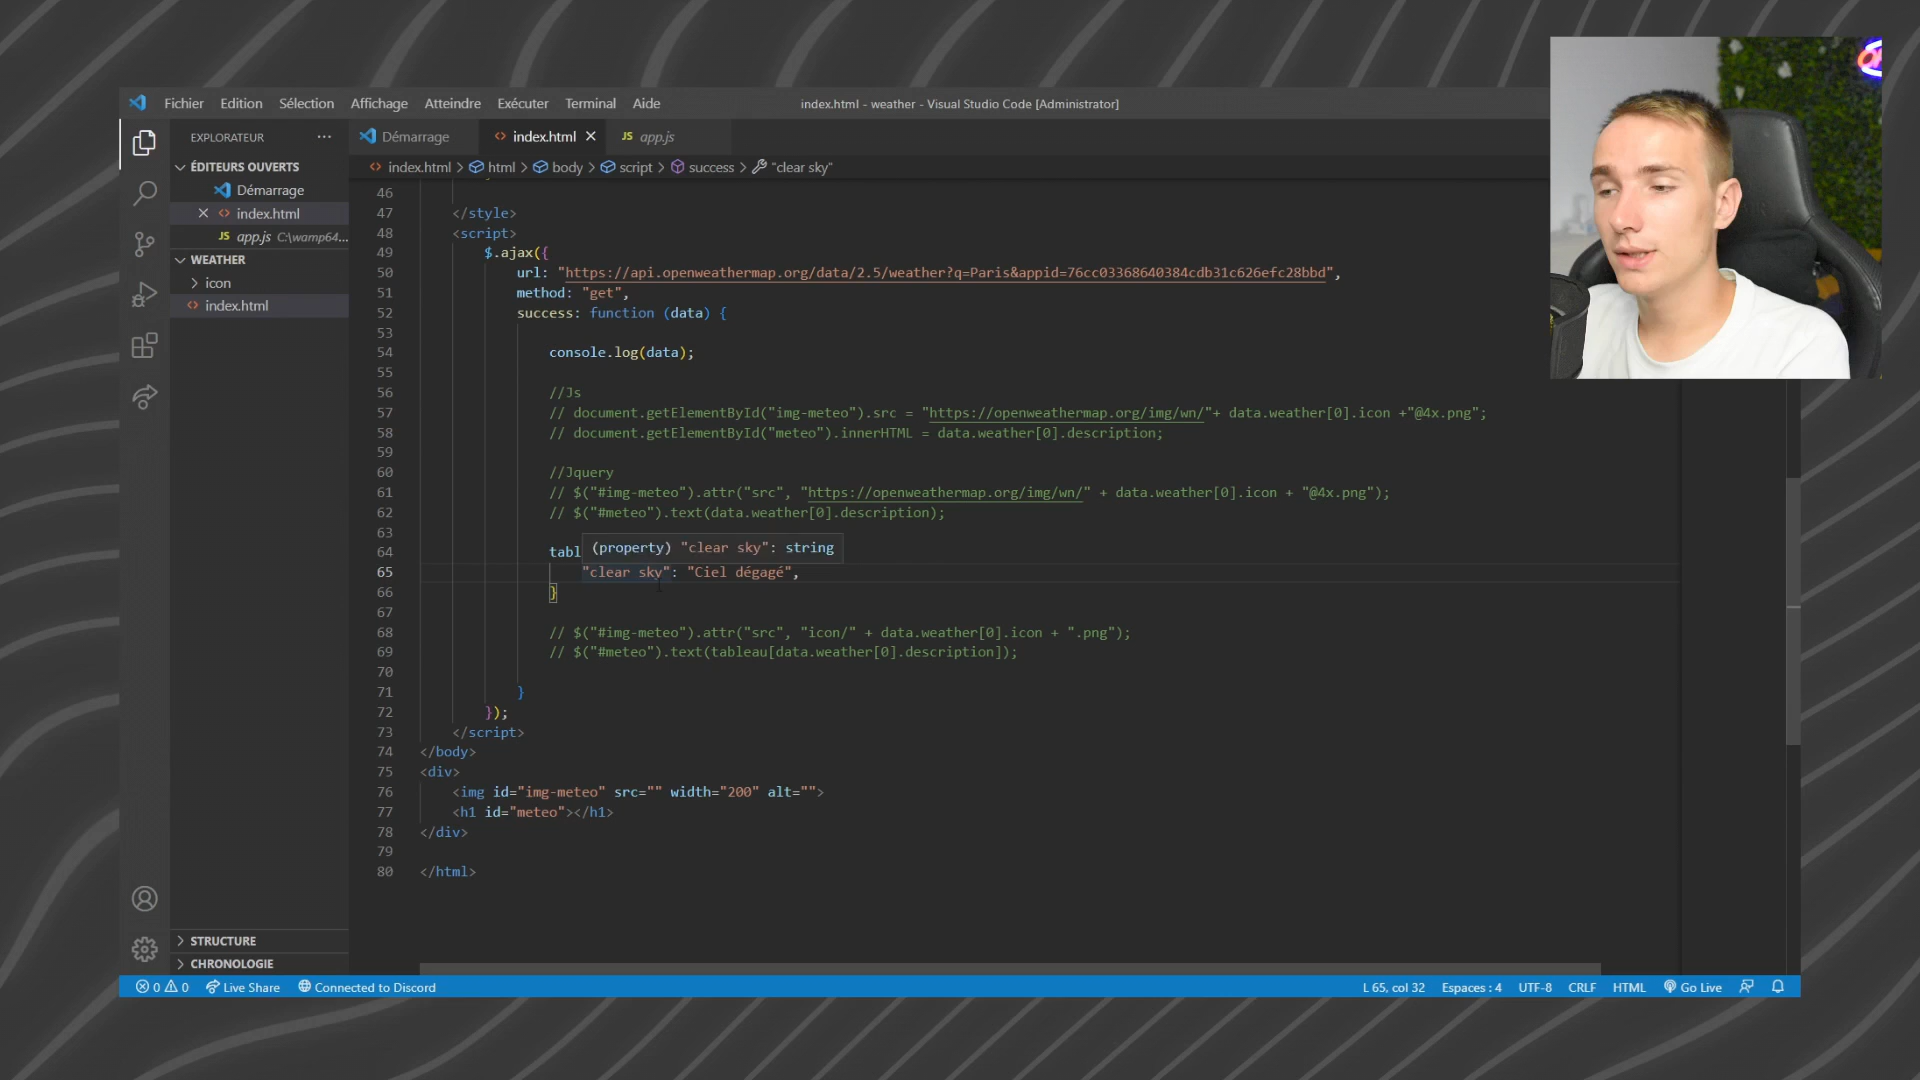 Fichier Edition Sélection Affichage Atteindre Exécuter Terminal Aide
index.html - weather - Visual Studio Code [Administrator]
EXPLORATEUR ···
Démarrage
index.html
JS app.js
ÉDITEURS OUVERTS
Démarrage
index.html
JS app.js C:\wamp64...
WEATHER
icon
index.html
index.html > html > body > script > success > "clear sky"
46
47 </style>
48 <script>
49 $.ajax({
50 url: "https://api.openweathermap.org/data/2.5/weather?q=Paris&appid=76cc03368640384cdb31c626efc28bbd",
51 method: "get",
52 success: function (data) {
53
54 console.log(data);
55
56 //Js
57 // document.getElementById("img-meteo").src = "https://openweathermap.org/img/wn/"+ data.weather[0].icon +"@4x.png";
58 // document.getElementById("meteo").innerHTML = data.weather[0].description;
59
60 //Jquery
61 // $("#img-meteo").attr("src", "https://openweathermap.org/img/wn/" + data.weather[0].icon + "@4x.png");
62 // $("#meteo").text(data.weather[0].description);
63
64 tabl
(property) "clear sky": string
65 "clear sky": "Ciel dégagé",
66 }
67
68 // $("#img-meteo").attr("src", "icon/" + data.weather[0].icon + ".png");
69 // $("#meteo").text(tableau[data.weather[0].description]);
70
71 }
72 });
73 </script>
74 </body>
75 <div>
76 <img id="img-meteo" src="" width="200" alt="">
77 <h1 id="meteo"></h1>
78 </div>
79
80 </html>
STRUCTURE
CHRONOLOGIE
0 0 Live Share Connected to Discord
L 65, col 32 Espaces : 4 UTF-8 CRLF HTML Go Live